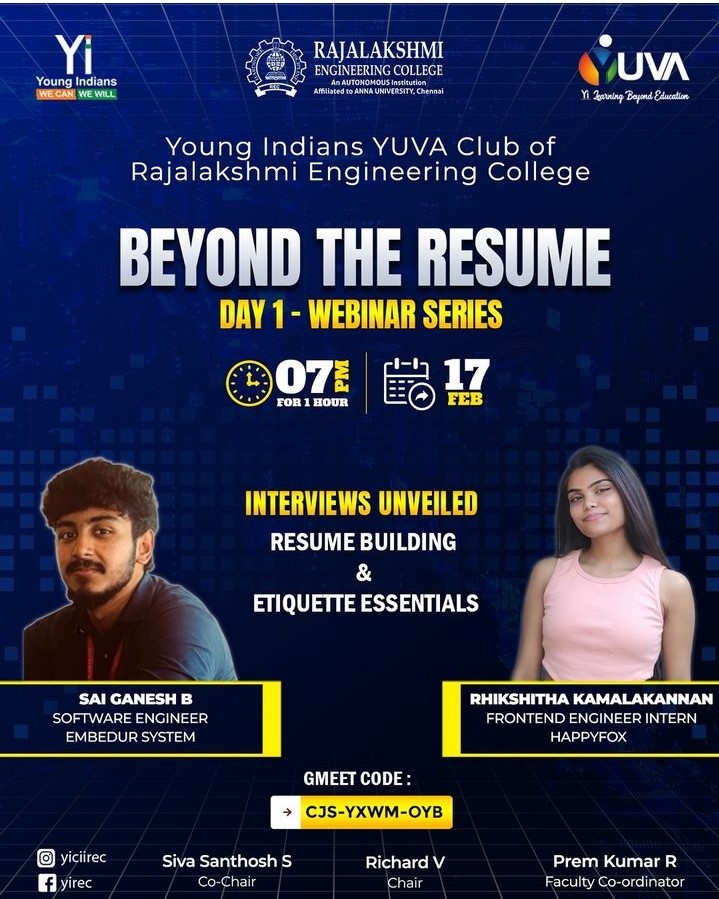 Yi
Young Indians
WE CAN WE WILL
RAJALAKSHMI
ENGINEERING COLLEGE
An AUTONOMOUS Institution
Affiliated to ANNA UNIVERSITY, Chennai
REC
YUVA
Yi Learning Beyond Education
Young Indians YUVA Club of
Rajalakshmi Engineering College
BEYOND THE RESUME
DAY 1 - WEBINAR SERIES
07 PM
FOR 1 HOUR
17
FEB
INTERVIEWS UNVEILED
RESUME BUILDING
&
ETIQUETTE ESSENTIALS
SAI GANESH B
SOFTWARE ENGINEER
EMBEDUR SYSTEM
RHIKSHITHA KAMALAKANNAN
FRONTEND ENGINEER INTERN
HAPPYFOX
GMEET CODE :
→ CJS-YXWM-OYB
yiciirec
yirec
Siva Santhosh S
Co-Chair
Richard V
Chair
Prem Kumar R
Faculty Co-ordinator